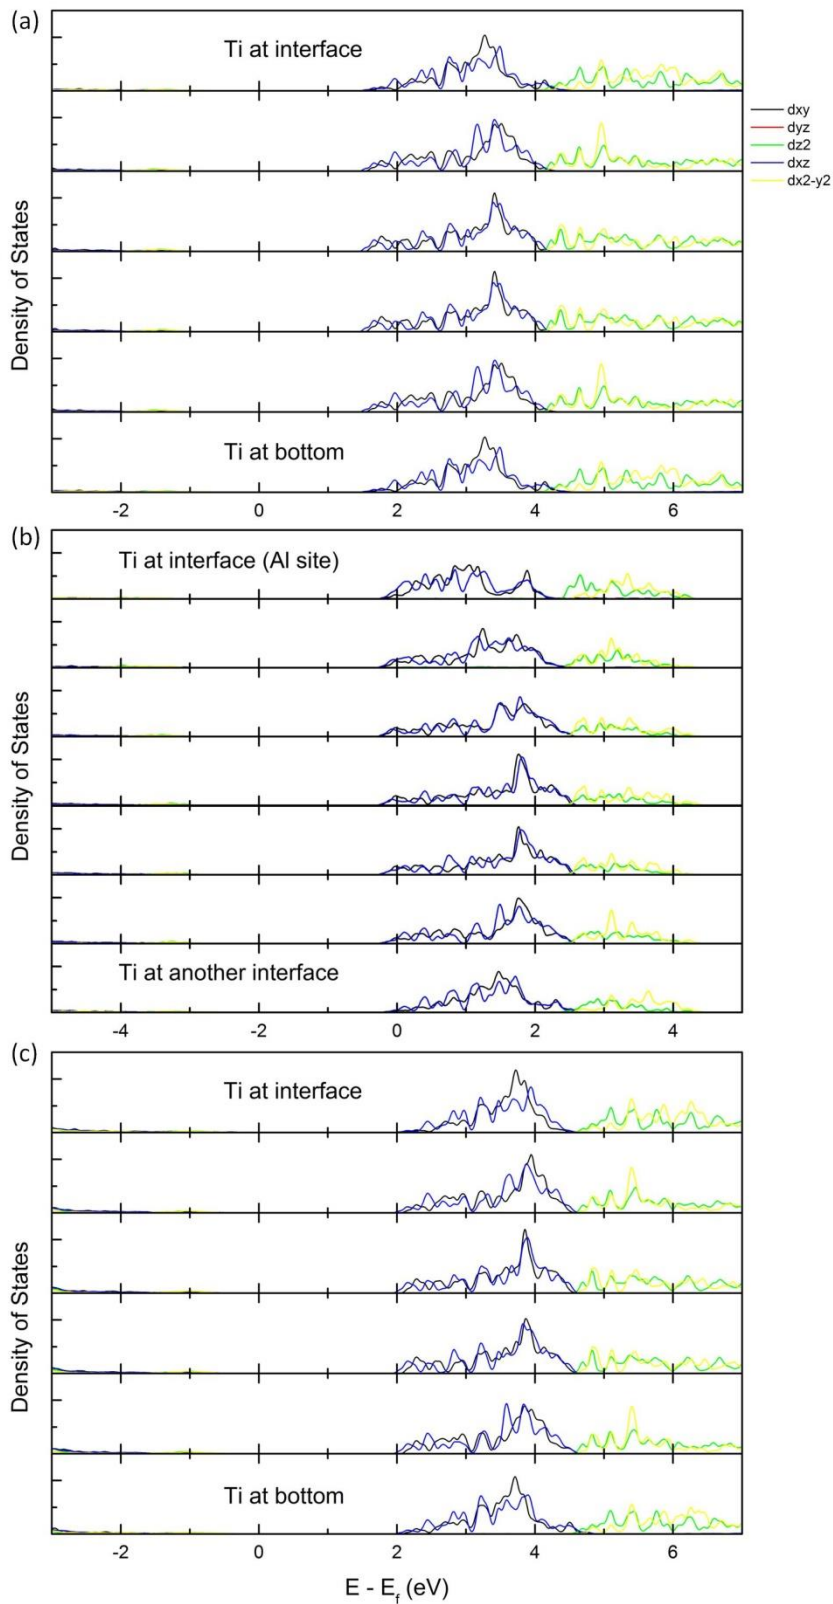 (a)
Ti at interface
dxy
dyz
dz2
dxz
dx2-y2
Density of States
Ti at bottom
-2 0 2 4 6
(b)
Ti at interface (Al site)
Density of States
Ti at another interface
-4 -2 0 2 4
(c)
Ti at interface
Density of States
Ti at bottom
-2 0 2 4 6
E - Ef (eV)